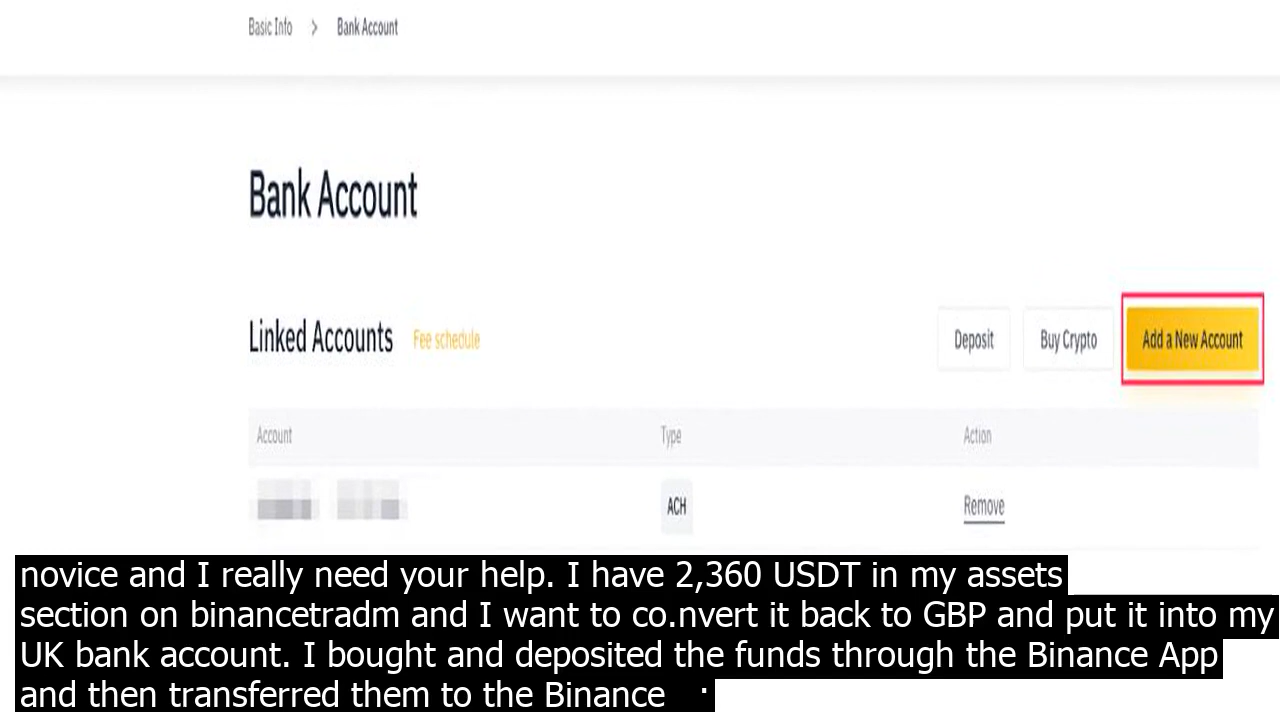 Basic Info > Bank Account
Bank Account
Linked Accounts Fee schedule Deposit Buy Crypto Add a New Account
Account Type Action
ACH Remove
novice and I really need your help. I have 2,360 USDT in my assets
section on binancetradm and I want to co.nvert it back to GBP and put it into my
UK bank account. I bought and deposited the funds through the Binance App
and then transferred them to the Binance